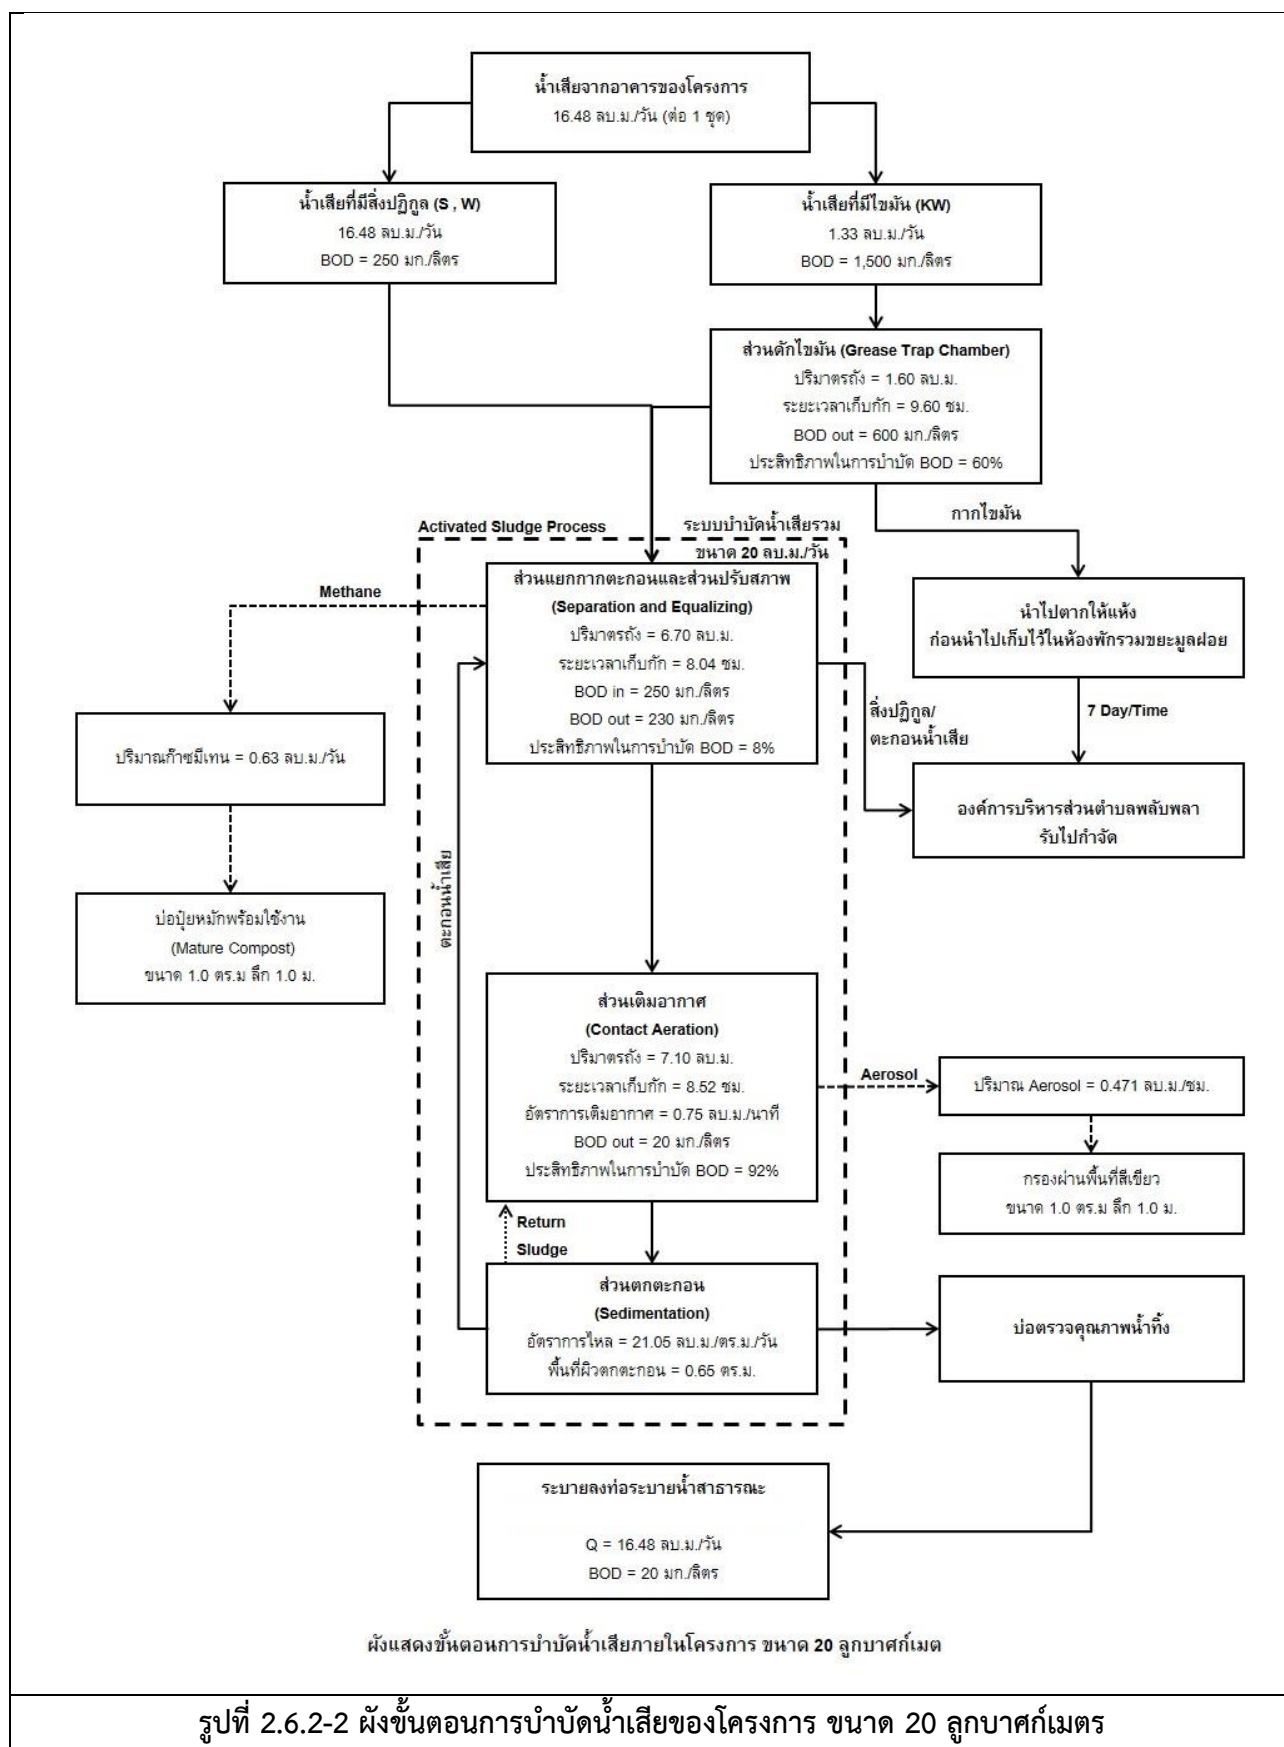 น้ำเสียจากอาคารของโครงการ
16.48 ลบ.ม./วัน (ต่อ 1 ชุด)
น้ำเสียที่มีสิ่งปฏิกูล (S , W)
16.48 ลบ.ม./วัน
BOD = 250 มก./ลิตร
น้ำเสียที่มีไขมัน (KW)
1.33 ลบ.ม./วัน
BOD = 1,500 มก./ลิตร
ส่วนดักไขมัน (Grease Trap Chamber)
ปริมาตรถัง = 1.60 ลบ.ม.
ระยะเวลาเก็บกัก = 9.60 ชม.
BOD out = 600 มก./ลิตร
ประสิทธิภาพในการบำบัด BOD = 60%
กากไขมัน
Activated Sludge Process
ระบบบำบัดน้ำเสียรวม
ขนาด 20 ลบ.ม./วัน
ส่วนแยกกากตะกอนและส่วนปรับสภาพ
(Separation and Equalizing)
ปริมาตรถัง = 6.70 ลบ.ม.
ระยะเวลาเก็บกัก = 8.04 ชม.
BOD in = 250 มก./ลิตร
BOD out = 230 มก./ลิตร
ประสิทธิภาพในการบำบัด BOD = 8%
Methane
นำไปตากให้แห้ง
ก่อนนำไปเก็บไว้ในห้องพักรวมขยะมูลฝอย
สิ่งปฏิกูล/
ตะกอนน้ำเสีย
7 Day/Time
ปริมาณก๊าซมีเทน = 0.63 ลบ.ม./วัน
องค์การบริหารส่วนตำบลพลับพลา
รับไปกำจัด
ตะกอนน้ำเสีย
บ่อปุ๋ยหมักพร้อมใช้งาน
(Mature Compost)
ขนาด 1.0 ตร.ม ลึก 1.0 ม.
ส่วนเติมอากาศ
(Contact Aeration)
ปริมาตรถัง = 7.10 ลบ.ม.
ระยะเวลาเก็บกัก = 8.52 ชม.
อัตราการเติมอากาศ = 0.75 ลบ.ม./นาที
BOD out = 20 มก./ลิตร
ประสิทธิภาพในการบำบัด BOD = 92%
Aerosol
ปริมาณ Aerosol = 0.471 ลบ.ม./ชม.
กรองผ่านพื้นที่สีเขียว
ขนาด 1.0 ตร.ม ลึก 1.0 ม.
Return
Sludge
ส่วนตกตะกอน
(Sedimentation)
อัตราการไหล = 21.05 ลบ.ม./ตร.ม./วัน
พื้นที่ผิวตกตะกอน = 0.65 ตร.ม.
บ่อตรวจคุณภาพน้ำทิ้ง
ระบายลงท่อระบายน้ำสาธารณะ
Q = 16.48 ลบ.ม./วัน
BOD = 20 มก./ลิตร
ผังแสดงขั้นตอนการบำบัดน้ำเสียภายในโครงการ ขนาด 20 ลูกบาศก์เมต
รูปที่ 2.6.2-2 ผังขั้นตอนการบำบัดน้ำเสียของโครงการ ขนาด 20 ลูกบาศก์เมตร